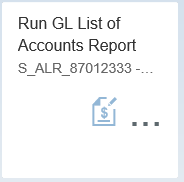 Run GL List of
Accounts Report
S_ALR_87012333 -...
$
...